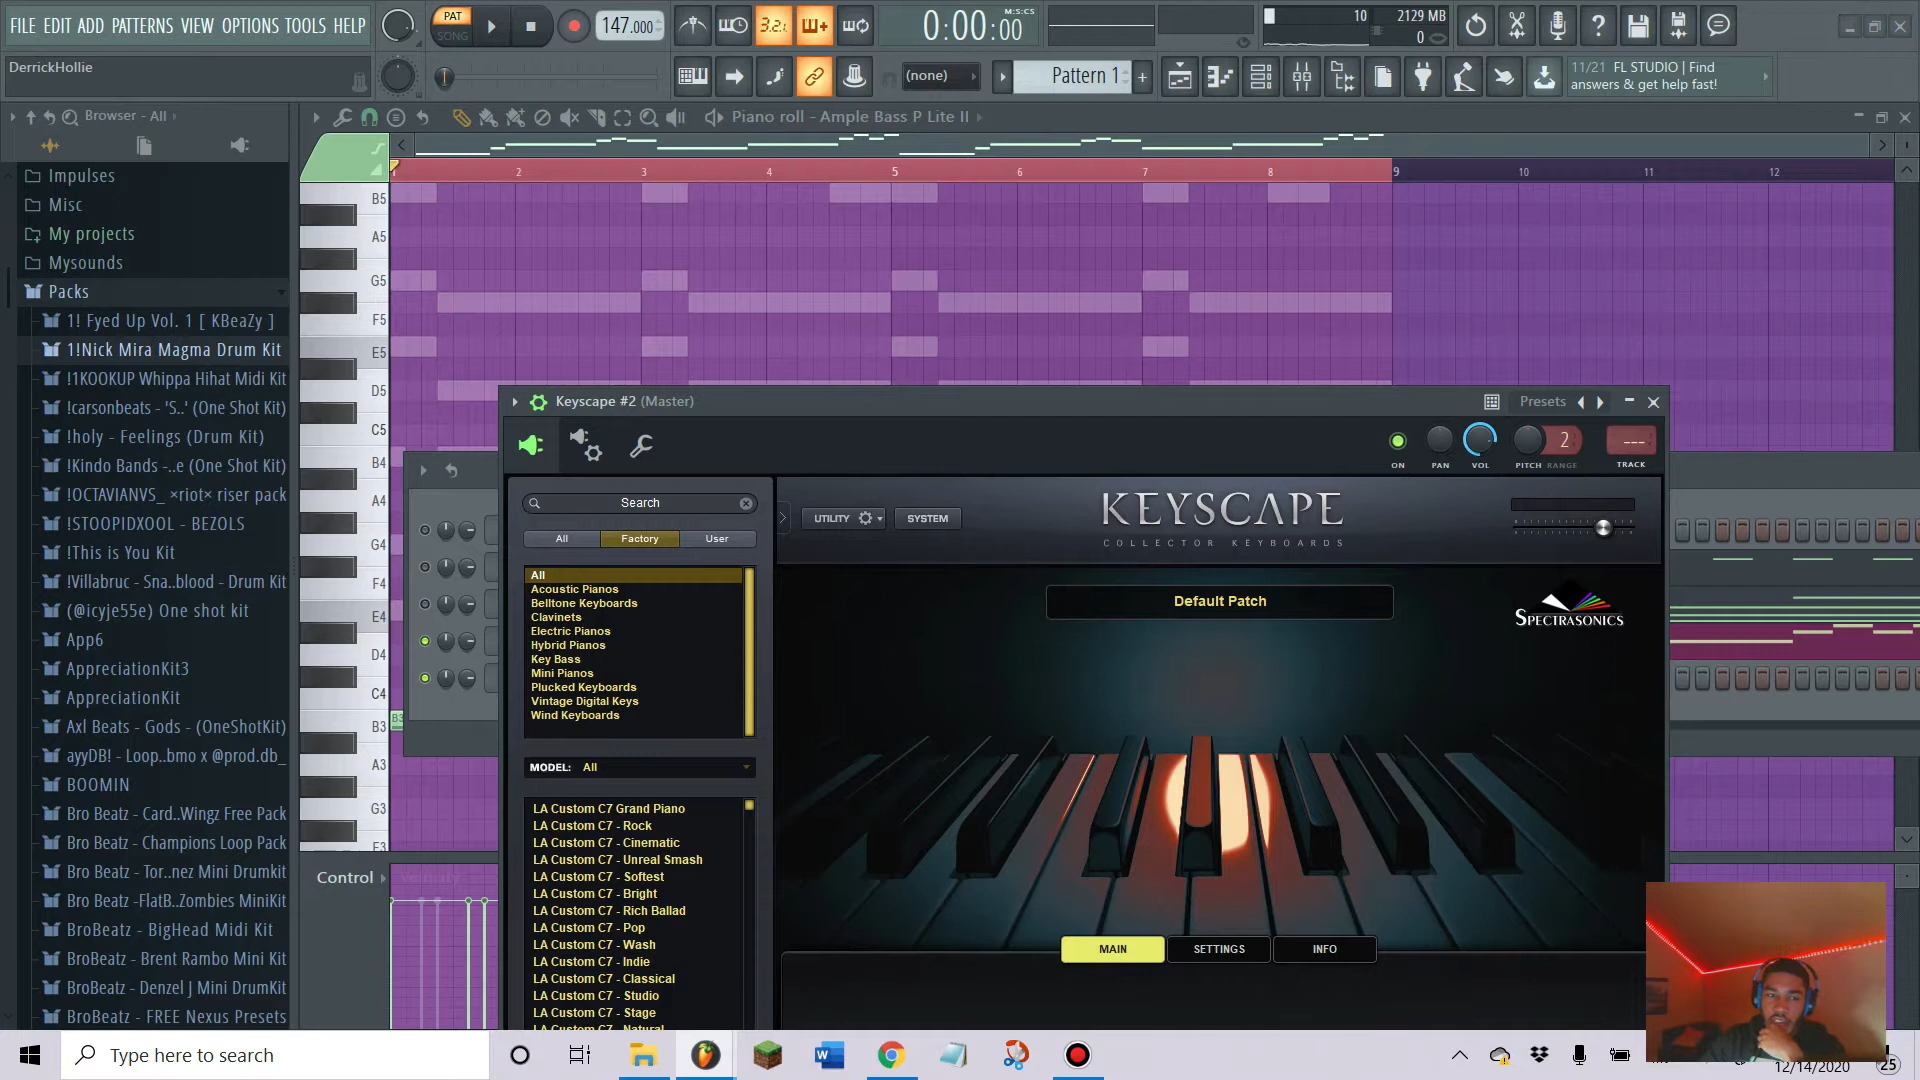 FILE EDIT ADD PATTERNS VIEW OPTIONS TOOLS HELP
PAT
SONG
147.000
3.2.
0:00:00
M:S:CS
10
2129 MB
0
DerrickHollie
(none)
Pattern 1
11/21 FL STUDIO | Find
answers & get help fast!
Browser - All
Piano roll - Ample Bass P Lite II
1 2 3 4 5 6 7 8 9 10 11 12
Impulses
Misc
My projects
Mysounds
Packs
1! Fyed Up Vol. 1 [ KBeaZy ]
1!Nick Mira Magma Drum Kit
!1KOOKUP Whippa Hihat Midi Kit
!carsonbeats - 'S..' (One Shot Kit)
!holy - Feelings (Drum Kit)
!Kindo Bands -..e (One Shot Kit)
!OCTAVIANVS_ ×riot× riser pack
!STOOPIDXOOL - BEZOLS
!This is You Kit
!Villabruc - Sna..blood - Drum Kit
(@icyje55e) One shot kit
App6
AppreciationKit3
AppreciationKit
Axl Beats - Gods - (OneShotKit)
ayyDB! - Loop..bmo x @prod.db_
BOOMIN
Bro Beatz - Card..Wingz Free Pack
Bro Beatz - Champions Loop Pack
Bro Beatz - Tor..nez Mini Drumkit
Bro Beatz -FlatB..Zombies MiniKit
BroBeatz - BigHead Midi Kit
BroBeatz - Brent Rambo Mini Kit
BroBeatz - Denzel J Mini DrumKit
BroBeatz - FREE Nexus Presets
B5
A5
G5
F5
E5
D5
C5
B4
A4
G4
F4
E4
D4
C4
B3
B3
A3
G3
F3
Control
Velocity
Keyscape #2 (Master)
Presets
ON
PAN
VOL
PITCH
RANGE
2
---
TRACK
Search
All
Factory
User
All
Acoustic Pianos
Belltone Keyboards
Clavinets
Electric Pianos
Hybrid Pianos
Key Bass
Mini Pianos
Plucked Keyboards
Vintage Digital Keys
Wind Keyboards
MODEL: All
LA Custom C7 Grand Piano
LA Custom C7 - Rock
LA Custom C7 - Cinematic
LA Custom C7 - Unreal Smash
LA Custom C7 - Softest
LA Custom C7 - Bright
LA Custom C7 - Rich Ballad
LA Custom C7 - Pop
LA Custom C7 - Wash
LA Custom C7 - Indie
LA Custom C7 - Classical
LA Custom C7 - Studio
LA Custom C7 - Stage
LA Custom C7 - Natural
UTILITY
SYSTEM
KEYSCAPE
COLLECTOR KEYBOARDS
Default Patch
SPECTRASONICS
MAIN
SETTINGS
INFO
Type here to search
12/14/2020
25